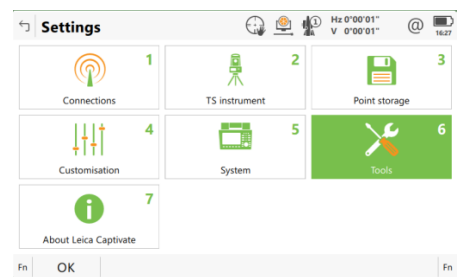 Settings
1
Hz 0°00'01"
V 0°00'01"
@
16:27
1
Connections
2
TS instrument
3
Point storage
4
Customisation
5
System
6
Tools
7
About Leica Captivate
Fn OK Fn